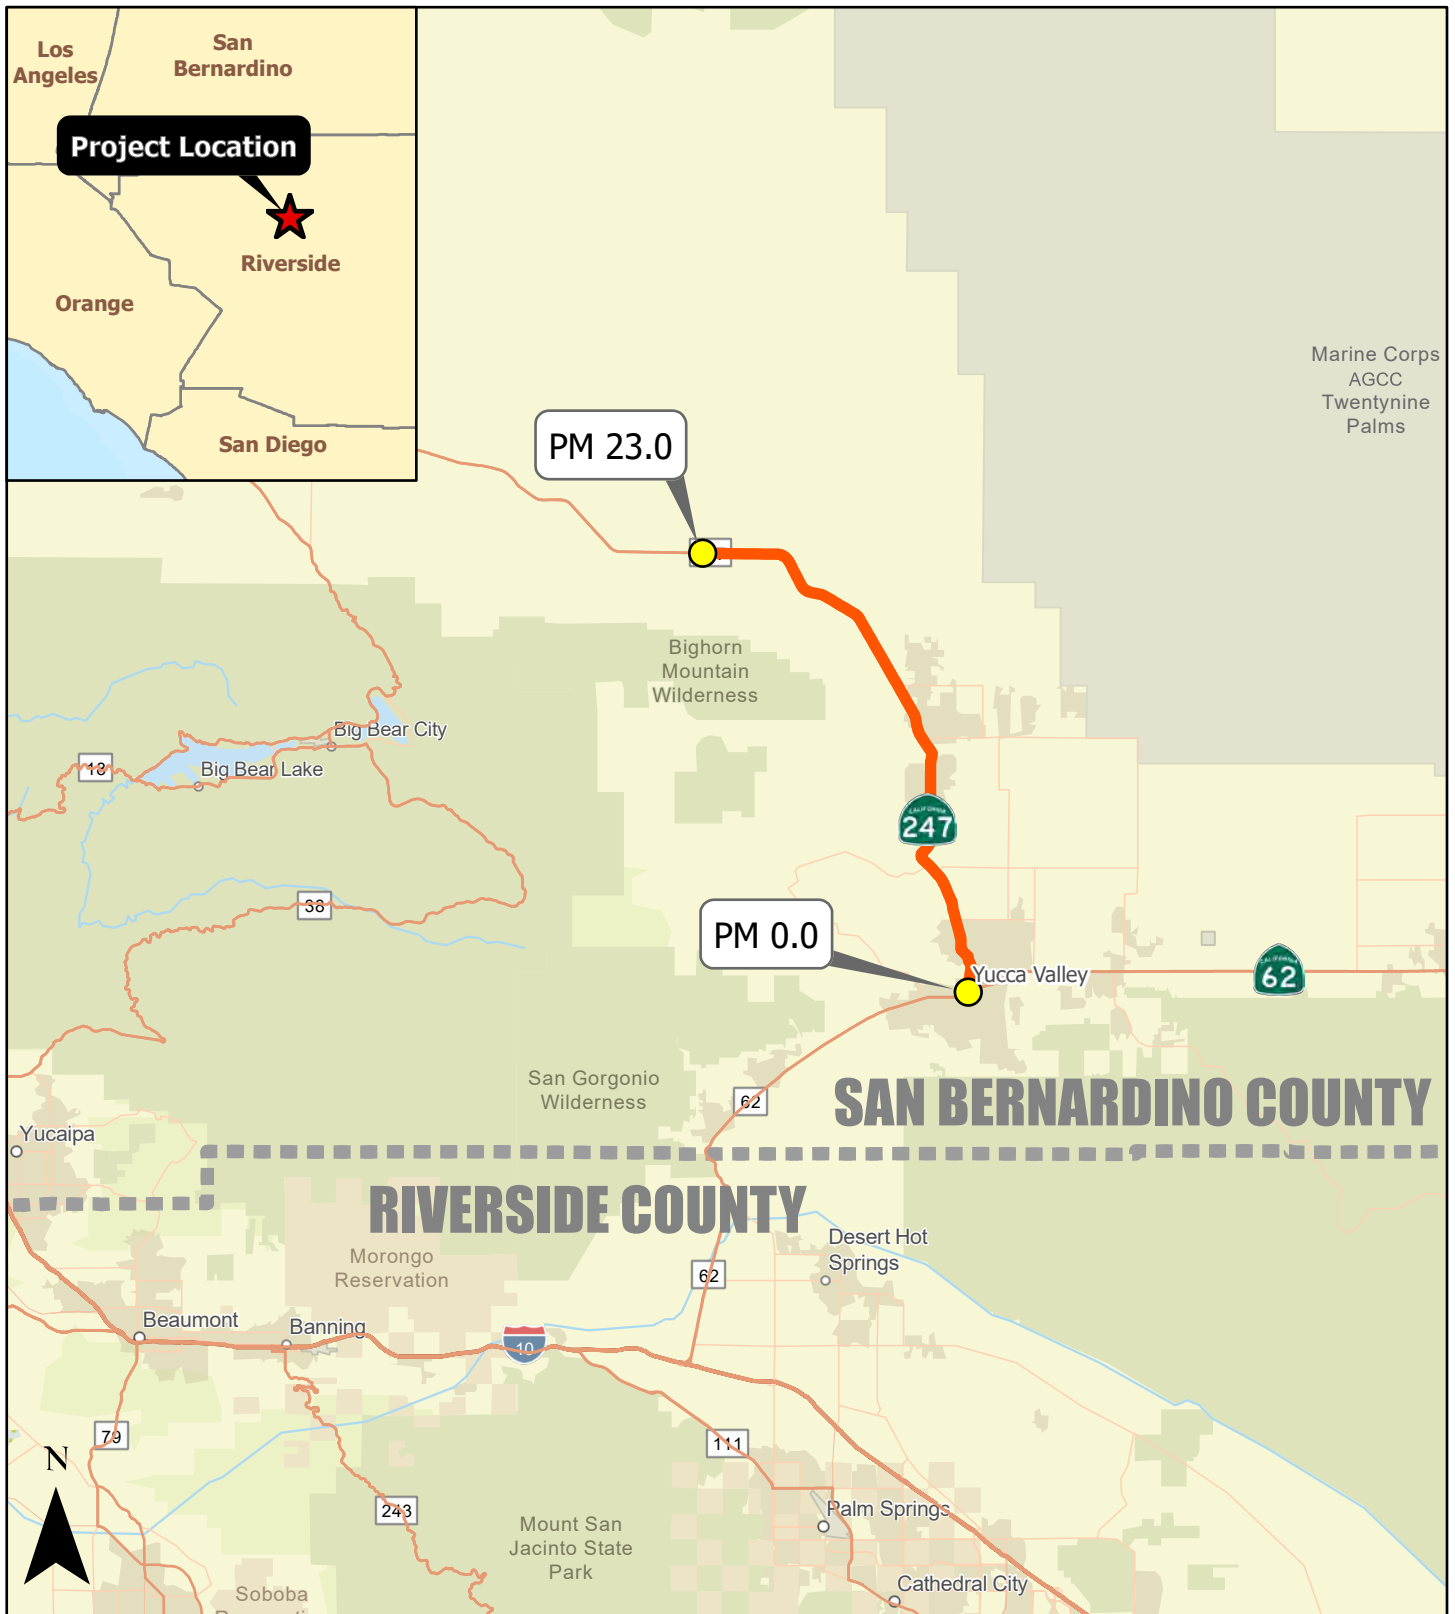 Los
Angeles
San
Bernardino
Project Location
Riverside
Orange
San Diego
Marine Corps
AGCC
Twentynine
Palms
PM 23.0
Bighorn
Mountain
Wilderness
Big Bear City
18
Big Bear Lake
CALIFORNIA
247
38
PM 0.0
Yucca Valley
CALIFORNIA
62
San Gorgonio
Wilderness
62
SAN BERNARDINO COUNTY
Yucaipa
RIVERSIDE COUNTY
Morongo
Reservation
Desert Hot
Springs
62
Beaumont
Banning
10
79
N
111
243
Palm Springs
Mount San
Jacinto State
Park
Cathedral City
Soboba